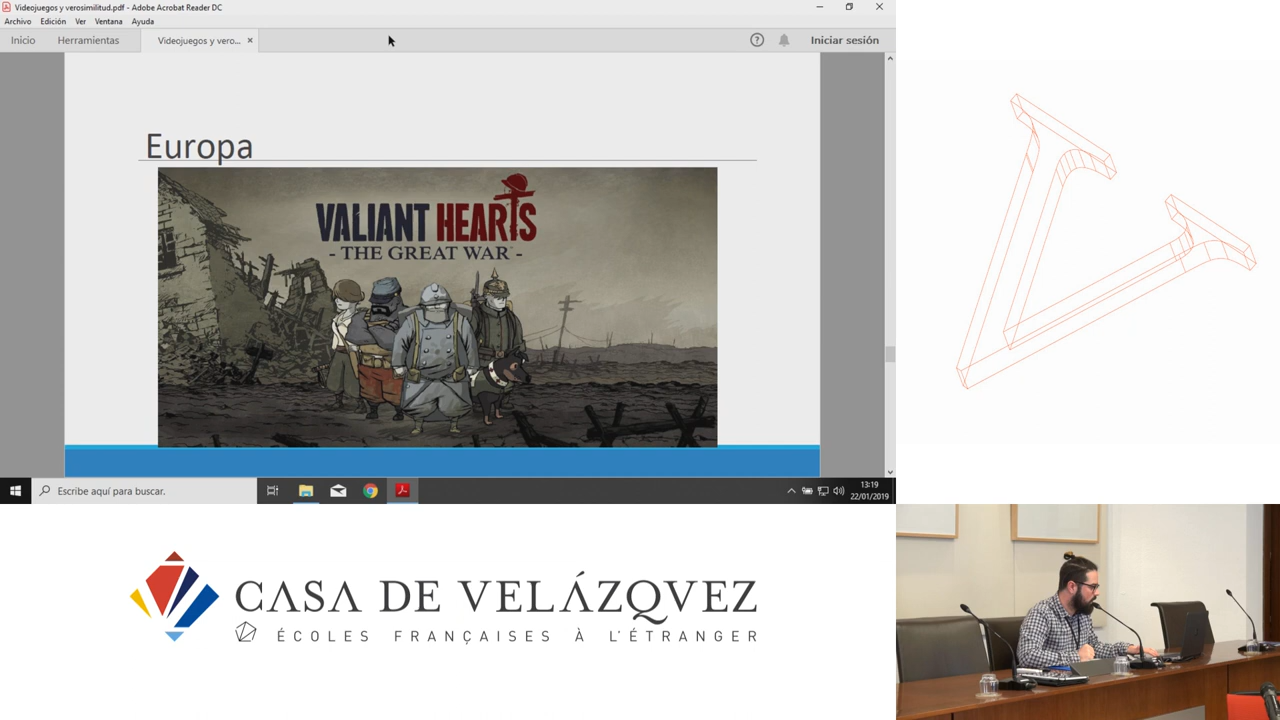 Videojuegos y verosimilitud.pdf - Adobe Acrobat Reader DC
Archivo Edición Ver Ventana Ayuda
Inicio Herramientas Videojuegos y vero... Iniciar sesión
Europa
VALIANT HEARTS
- THE GREAT WAR -
Escribe aquí para buscar.
13:19
22/01/2019
CASA DE VELÁZQVEZ
ÉCOLES FRANÇAISES À L'ÉTRANGER